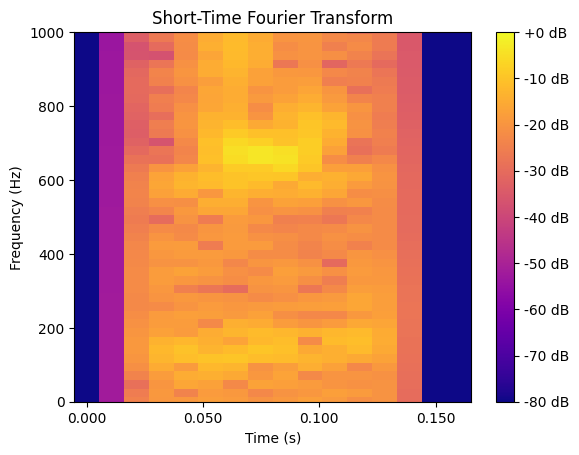 Short-Time Fourier Transform
1000
800
600
400
200
0
Frequency (Hz)
0.000
0.050
0.100
0.150
Time (s)
+0 dB
-10 dB
-20 dB
-30 dB
-40 dB
-50 dB
-60 dB
-70 dB
-80 dB